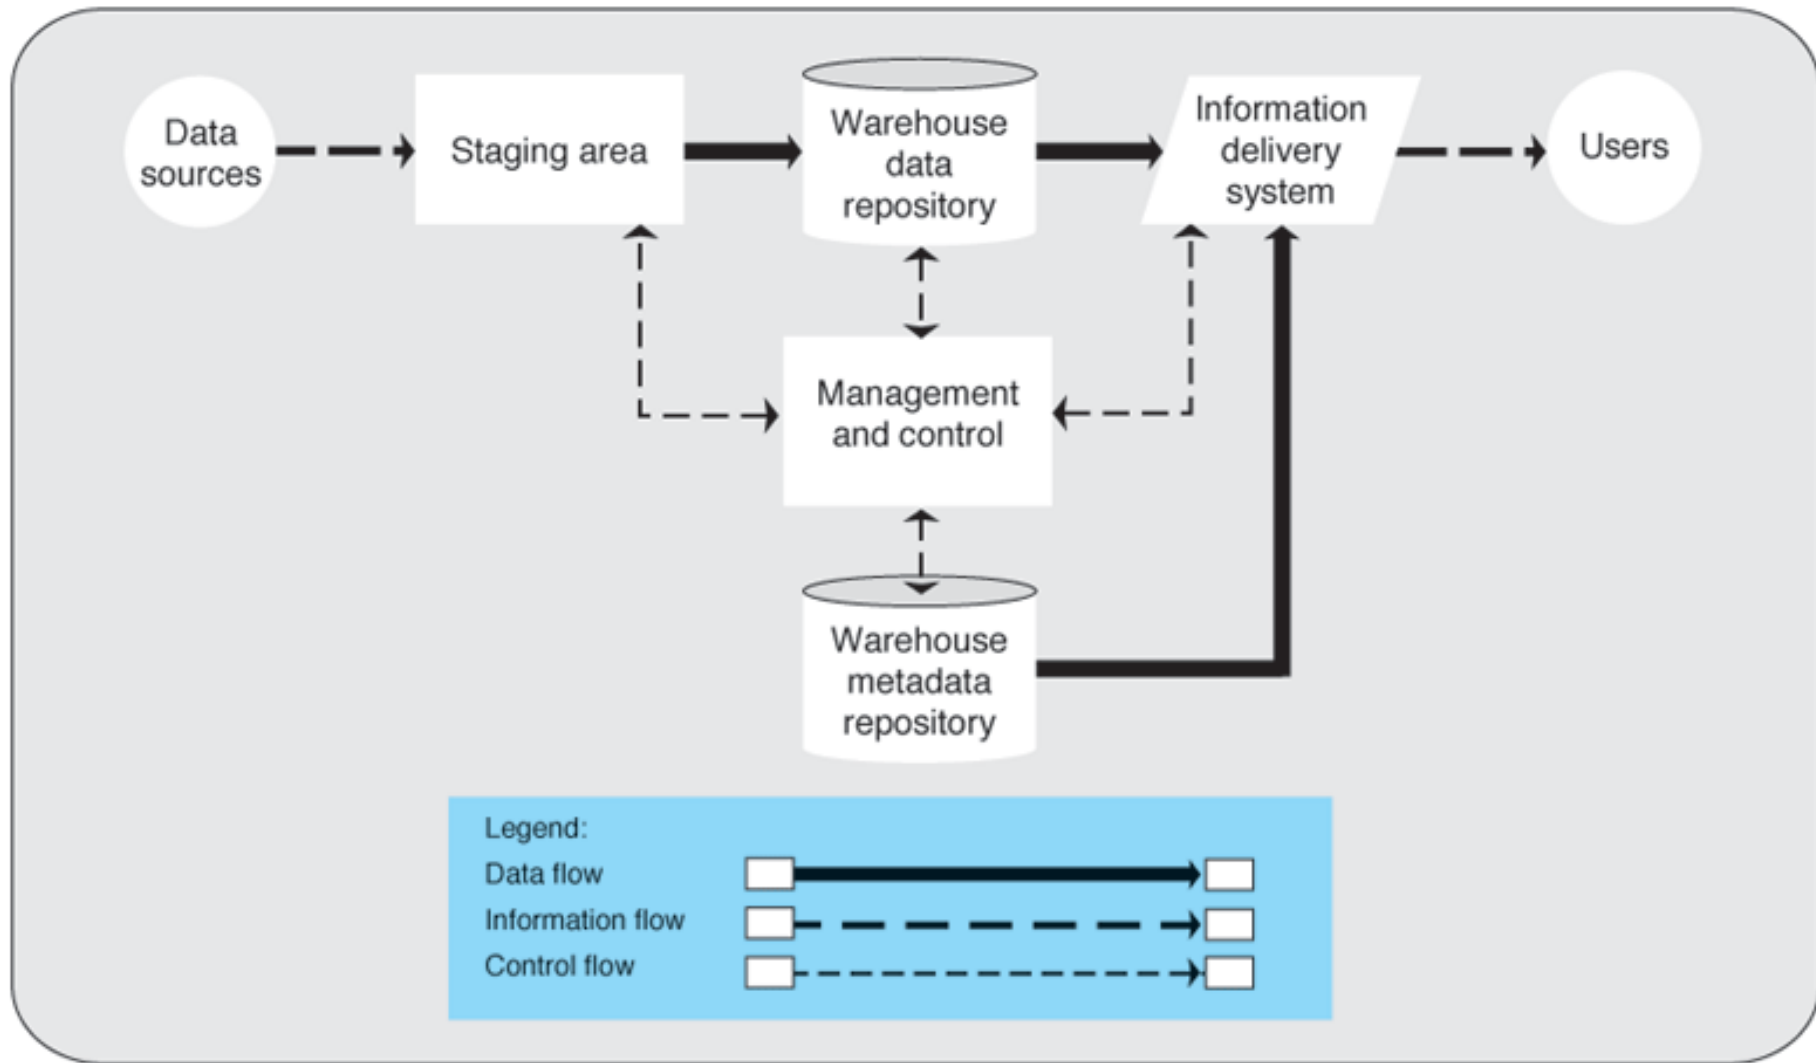 Data
sources
Staging area
Warehouse
data
repository
Information
delivery
system
Users
Management
and control
Warehouse
metadata
repository
Legend:
Data flow
Information flow
Control flow